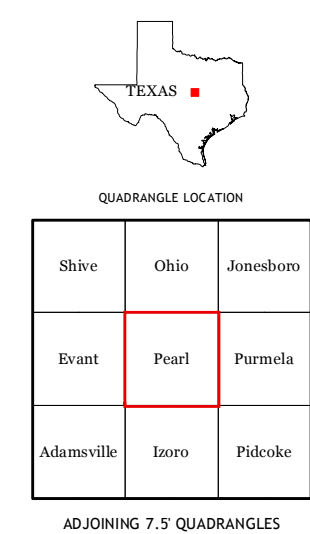 TEXAS
QUADRANGLE LOCATION
Shive Ohio Jonesboro
Evant Pearl Purmela
Adamsville Izoro Pidcoke
ADJOINING 7.5' QUADRANGLES